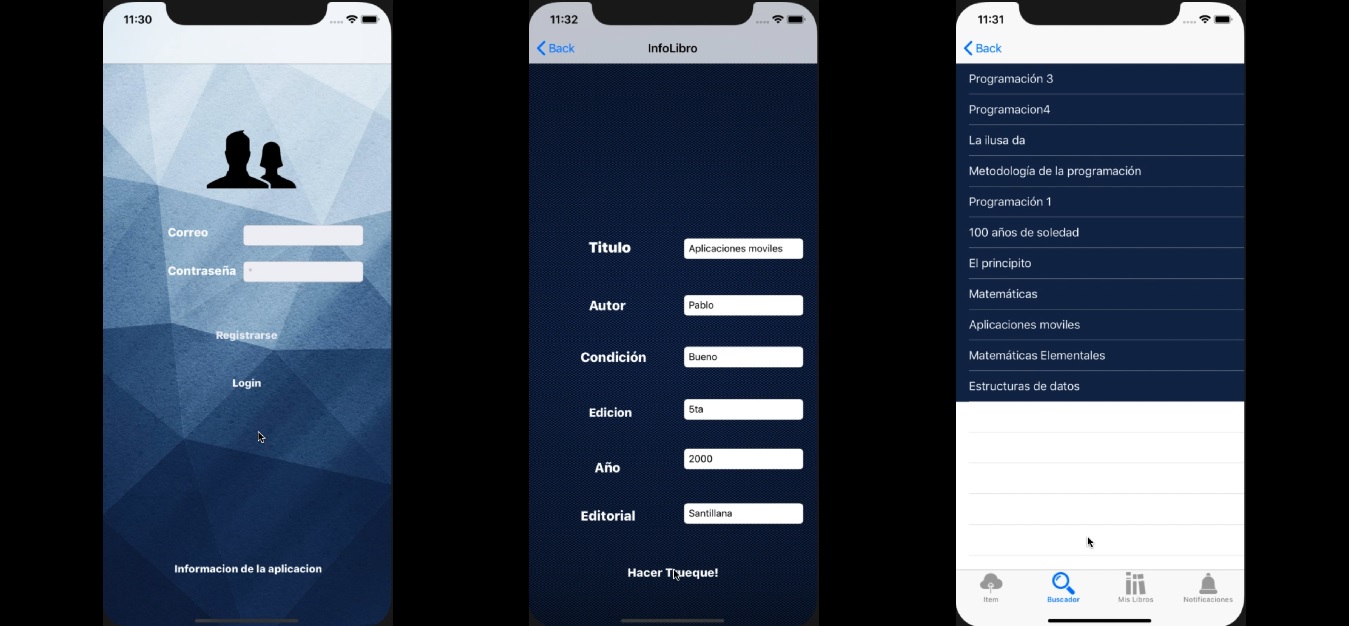 11:30
Correo
Contraseña
Registrarse
Login
Informacion de la aplicacion
11:32
Back
InfoLibro
Titulo
Aplicaciones moviles
Autor
Pablo
Condición
Bueno
Edicion
5ta
Año
2000
Editorial
Santillana
Hacer Trueque!
11:31
Back
Programación 3
Programacion4
La ilusa da
Metodología de la programación
Programación 1
100 años de soledad
El principito
Matemáticas
Aplicaciones moviles
Matemáticas Elementales
Estructuras de datos
Item
Buscador
Mis Libros
Notificaciones